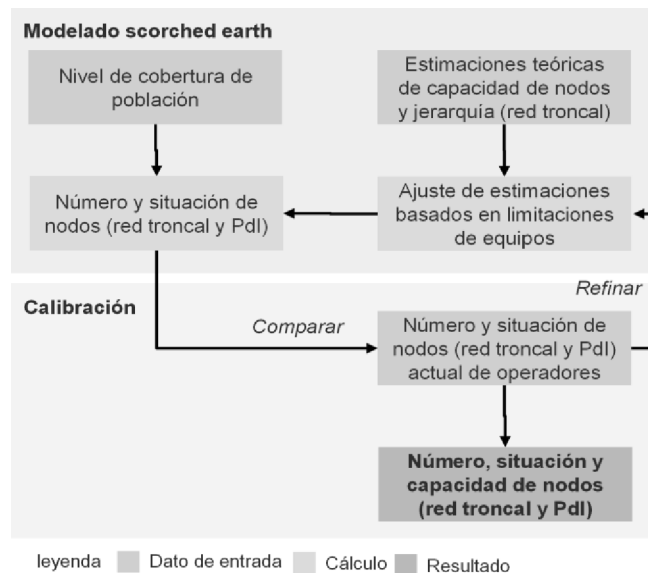 Modelado scorched earth
Nivel de cobertura de
población
Estimaciones teóricas
de capacidad de nodos
y jerarquía (red troncal)
Número y situación de
nodos (red troncal y PdI)
Ajuste de estimaciones
basados en limitaciones
de equipos
Refinar
Calibración
Comparar
Número y situación de
nodos (red troncal y PdI)
actual de operadores
Número, situación y
capacidad de nodos
(red troncal y PdI)
leyenda Dato de entrada Cálculo Resultado